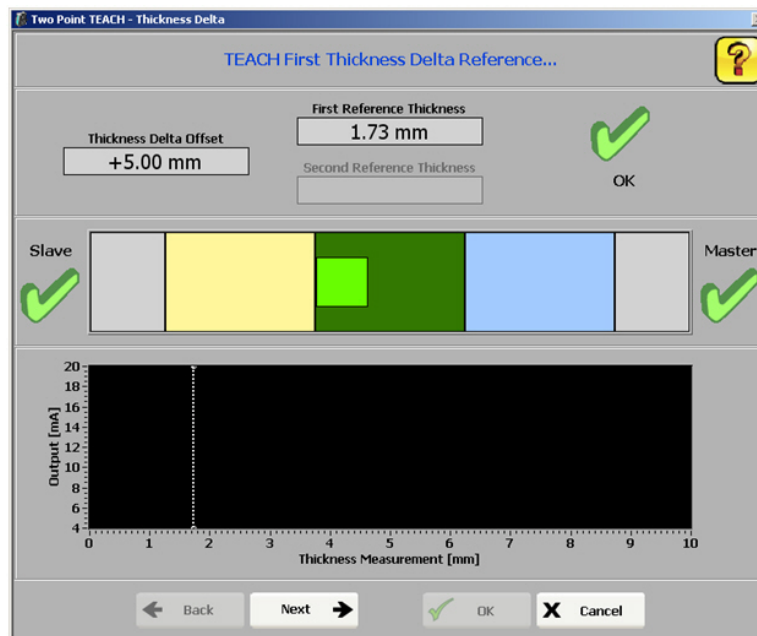 Two Point TEACH - Thickness Delta
TEACH First Thickness Delta Reference...
?
First Reference Thickness
1.73 mm
Thickness Delta Offset
+5.00 mm
Second Reference Thickness
OK
Slave
Master
20
18
16
14
12
10
8
6
4
Output [mA]
0 1 2 3 4 5 6 7 8 9 10
Thickness Measurement [mm]
Back Next OK X Cancel